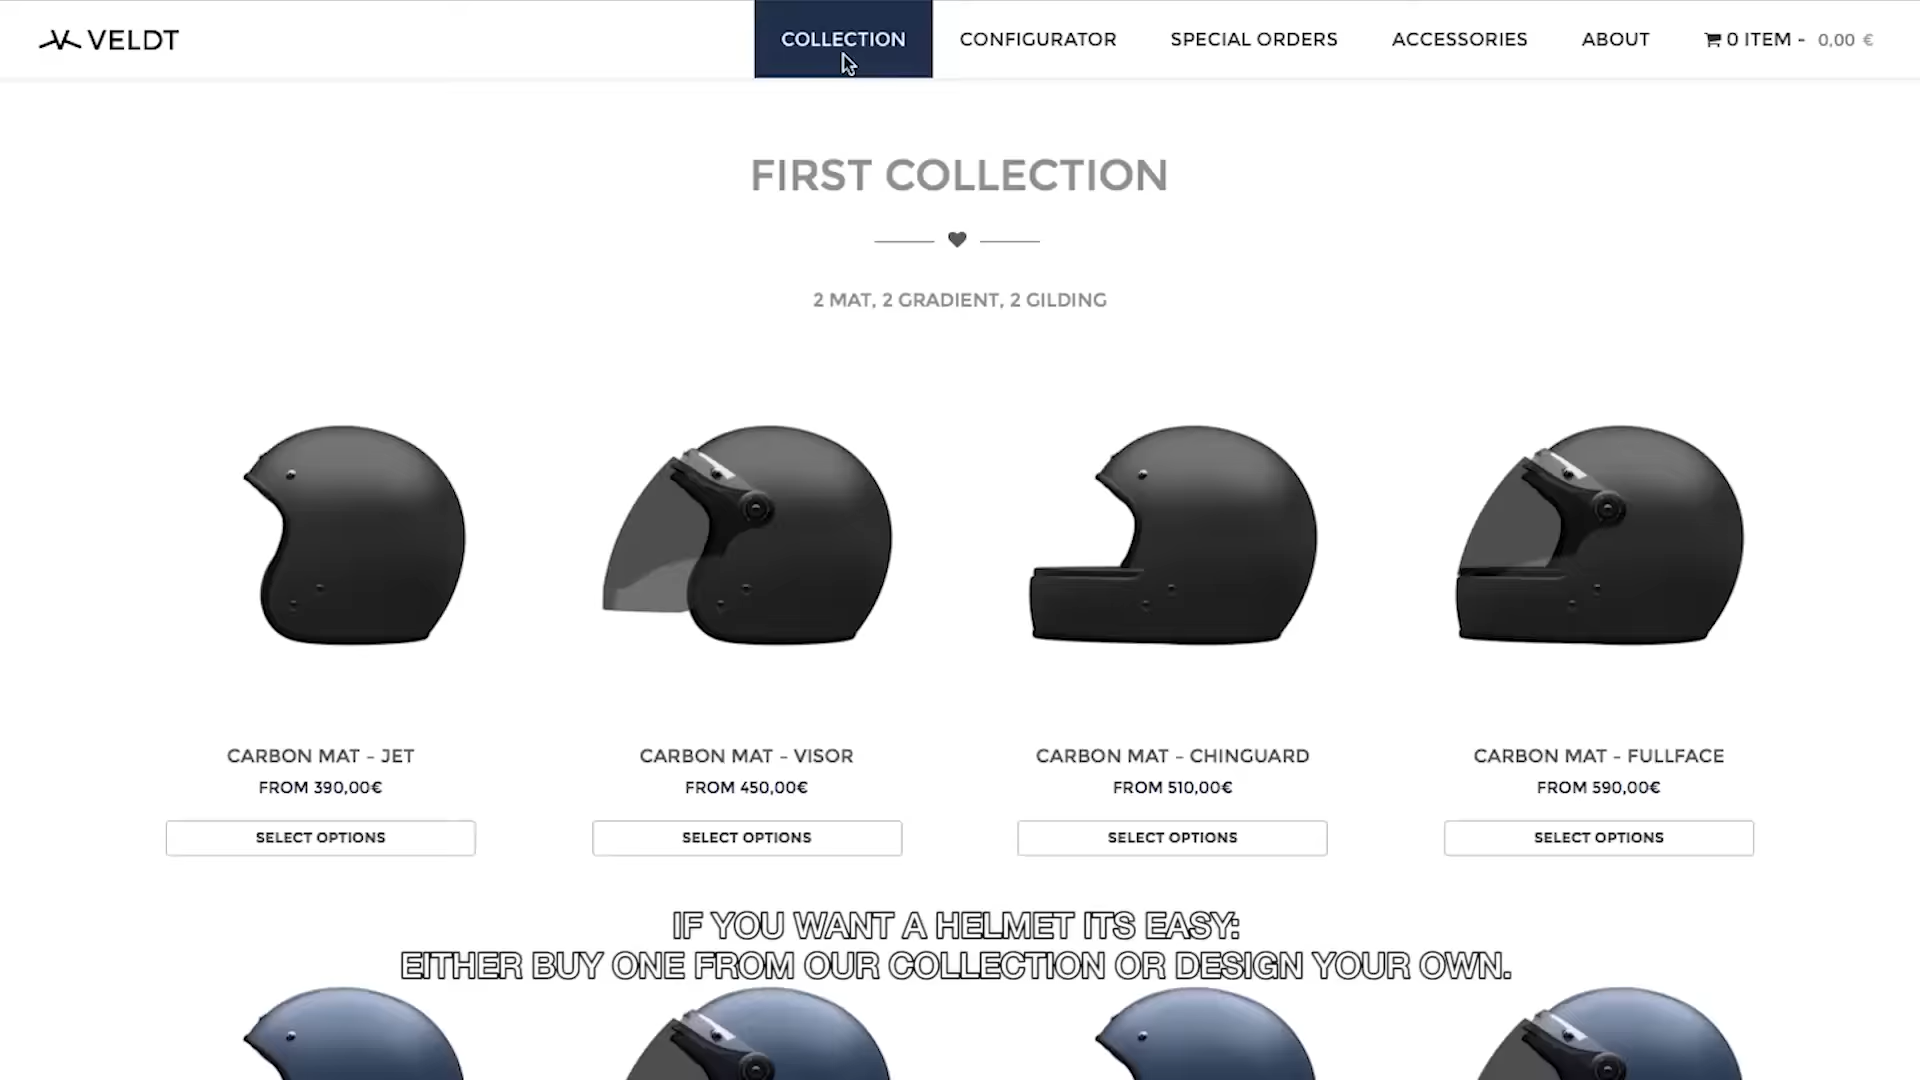 VELDT
COLLECTION
CONFIGURATOR
SPECIAL ORDERS
ACCESSORIES
ABOUT
0 ITEM - 0,00 €
FIRST COLLECTION
2 MAT, 2 GRADIENT, 2 GILDING
CARBON MAT - JET
FROM 390,00€
SELECT OPTIONS
CARBON MAT - VISOR
FROM 450,00€
SELECT OPTIONS
CARBON MAT - CHINGUARD
FROM 510,00€
SELECT OPTIONS
CARBON MAT - FULLFACE
FROM 590,00€
SELECT OPTIONS
IF YOU WANT A HELMET ITS EASY:
EITHER BUY ONE FROM OUR COLLECTION OR DESIGN YOUR OWN.